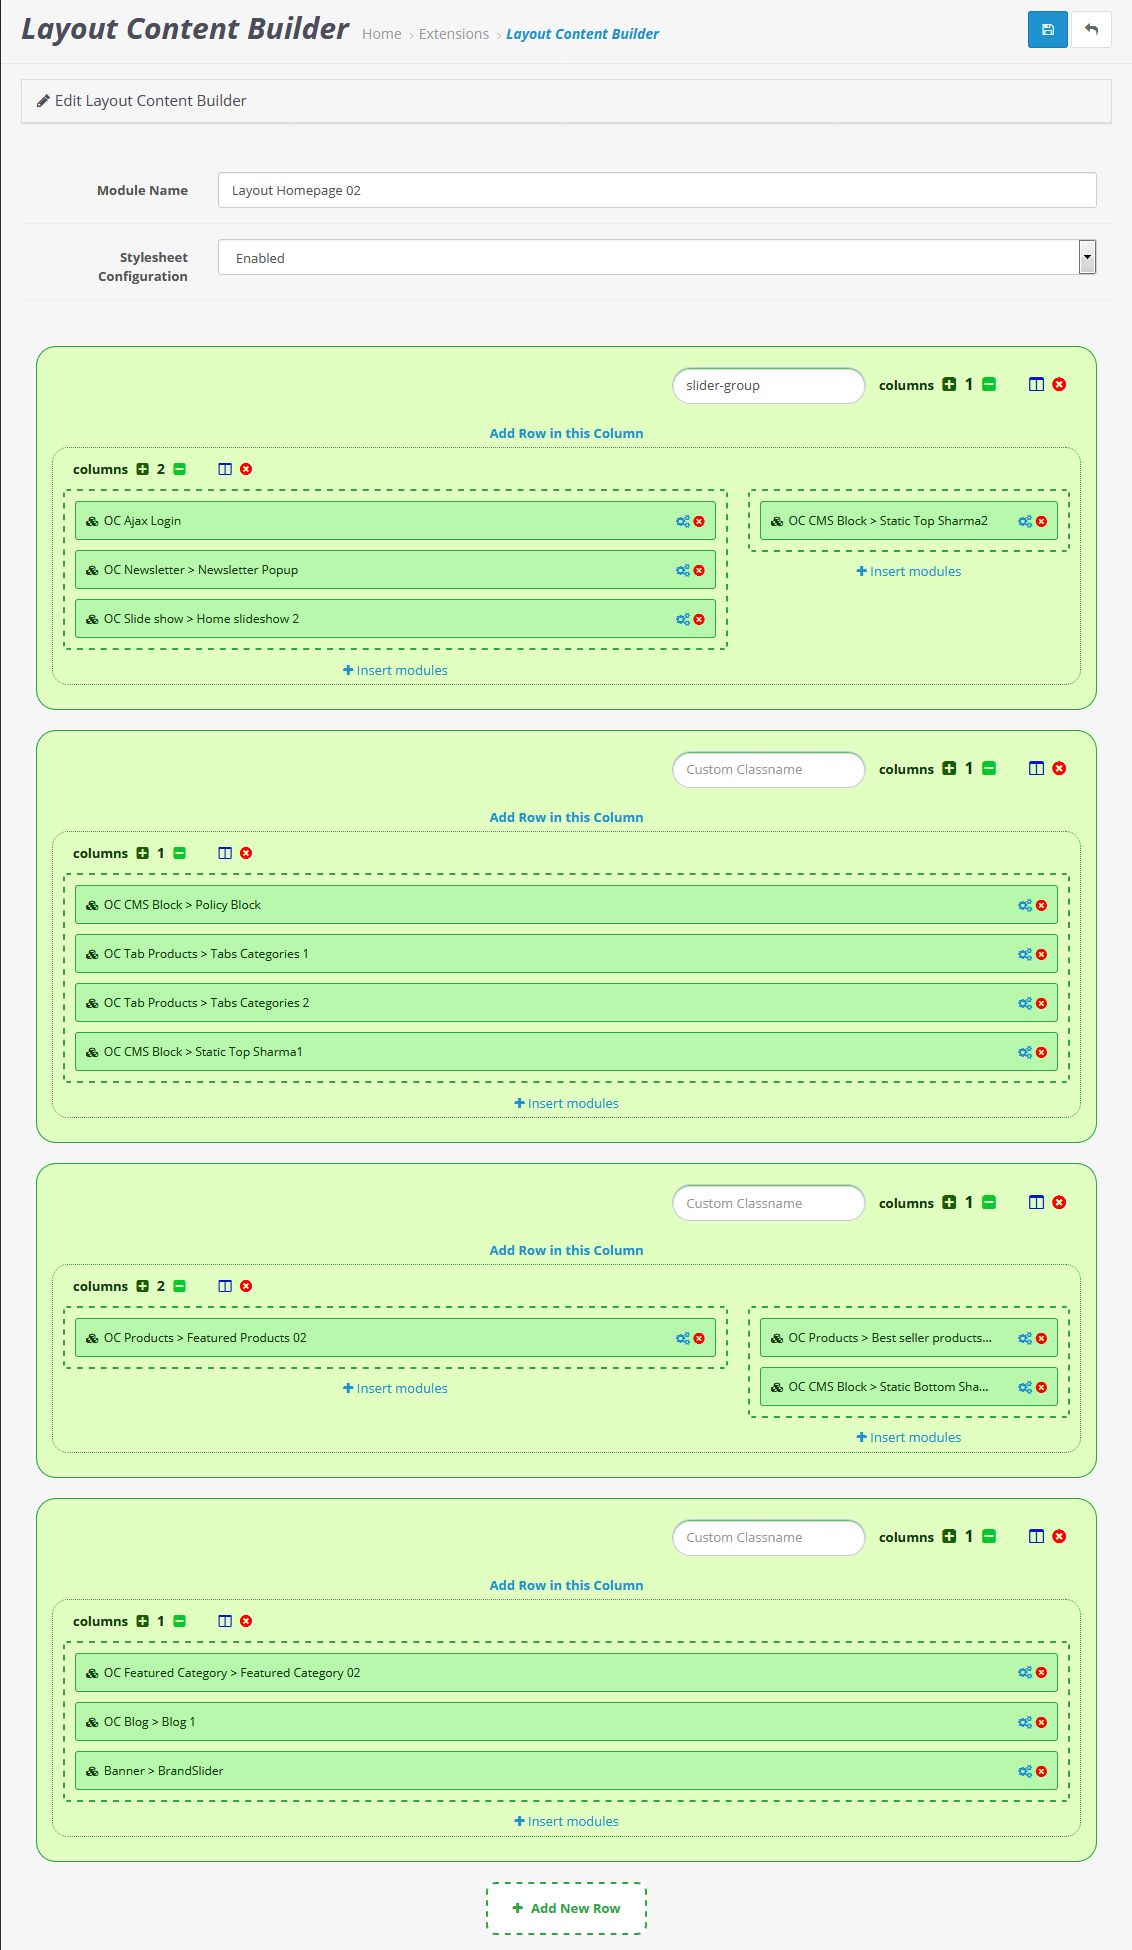 Layout Content Builder Home › Extensions › Layout Content Builder
Edit Layout Content Builder
Module Name Layout Homepage 02
Stylesheet Configuration Enabled
slider-group columns 1
Add Row in this Column
columns 2
OC Ajax Login
OC Newsletter > Newsletter Popup
OC Slide show > Home slideshow 2
Insert modules
OC CMS Block > Static Top Sharma2
Insert modules
Custom Classname columns 1
Add Row in this Column
columns 1
OC CMS Block > Policy Block
OC Tab Products > Tabs Categories 1
OC Tab Products > Tabs Categories 2
OC CMS Block > Static Top Sharma1
Insert modules
Custom Classname columns 1
Add Row in this Column
columns 2
OC Products > Featured Products 02
Insert modules
OC Products > Best seller products...
OC CMS Block > Static Bottom Sha...
Insert modules
Custom Classname columns 1
Add Row in this Column
columns 1
OC Featured Category > Featured Category 02
OC Blog > Blog 1
Banner > BrandSlider
Insert modules
Add New Row